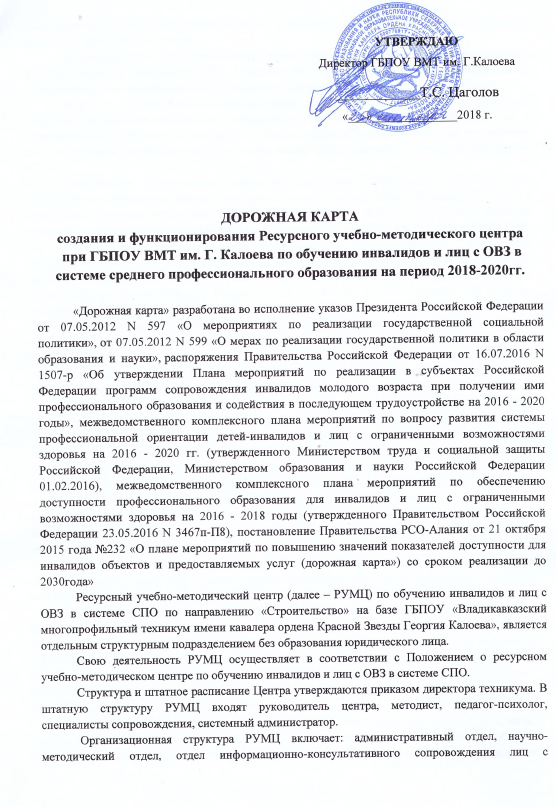 УТВЕРЖДАЮ
Директор ГБПОУ ВМТ им. Г.Калоева
Т.С. Цаголов
«___»________________2018 г.
ДОРОЖНАЯ КАРТА
создания и функционирования Ресурсного учебно-методического центра
при ГБПОУ ВМТ им. Г. Калоева по обучению инвалидов и лиц с ОВЗ в
системе среднего профессионального образования на период 2018-2020гг.
«Дорожная карта» разработана во исполнение указов Президента Российской Федерации
от 07.05.2012 N 597 «О мероприятиях по реализации государственной социальной
политики», от 07.05.2012 N 599 «О мерах по реализации государственной политики в области
образования и науки», распоряжения Правительства Российской Федерации от 16.07.2016 N
1507-р «Об утверждении Плана мероприятий по реализации в субъектах Российской
Федерации программ сопровождения инвалидов молодого возраста при получении ими
профессионального образования и содействия в последующем трудоустройстве на 2016 - 2020
годы», межведомственного комплексного плана мероприятий по вопросу развития системы
профессиональной ориентации детей-инвалидов и лиц с ограниченными возможностями
здоровья на 2016 - 2020 гг. (утвержденного Министерством труда и социальной защиты
Российской Федерации, Министерством образования и науки Российской Федерации
01.02.2016), межведомственного комплексного плана мероприятий по обеспечению
доступности профессионального образования для инвалидов и лиц с ограниченными
возможностями здоровья на 2016 - 2018 годы (утвержденного Правительством Российской
Федерации 23.05.2016 N 3467п-П8), постановление Правительства РСО-Алания от 21 октября
2015 года №232 «О плане мероприятий по повышению значений показателей доступности для
инвалидов объектов и предоставляемых услуг (дорожная карта») со сроком реализации до
2030года»
Ресурсный учебно-методический центр (далее – РУМЦ) по обучению инвалидов и лиц с
ОВЗ в системе СПО по направлению «Строительство» на базе ГБПОУ «Владикавказский
многопрофильный техникум имени кавалера ордена Красной Звезды Георгия Калоева», является
отдельным структурным подразделением без образования юридического лица.
Свою деятельность РУМЦ осуществляет в соответствии с Положением о ресурсном
учебно-методическом центре по обучению инвалидов и лиц с ОВЗ в системе СПО.
Структура и штатное расписание Центра утверждаются приказом директора техникума. В
штатную структуру РУМЦ входят руководитель центра, методист, педагог-психолог,
специалисты сопровождения, системный администратор.
Организационная структура РУМЦ включает: административный отдел, научно-
методический отдел, отдел информационно-консультативного сопровождения лиц с